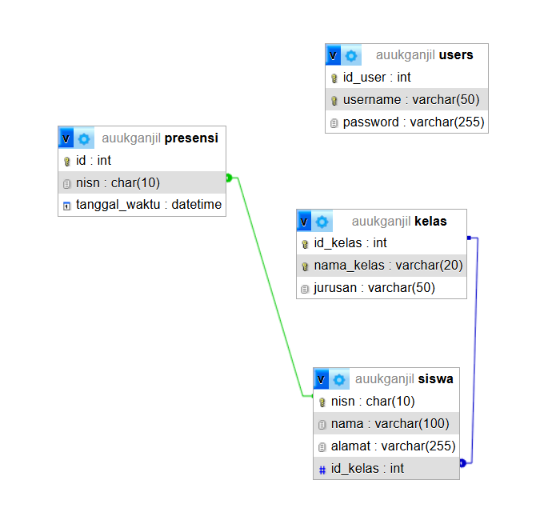 v auukganjil users
id_user : int
username : varchar(50)
password : varchar(255)
v auukganjil presensi
id : int
nisn : char(10)
tanggal_waktu : datetime
v auukganjil kelas
id_kelas : int
nama_kelas : varchar(20)
jurusan : varchar(50)
v auukganjil siswa
nisn : char(10)
nama : varchar(100)
alamat : varchar(255)
# id_kelas : int